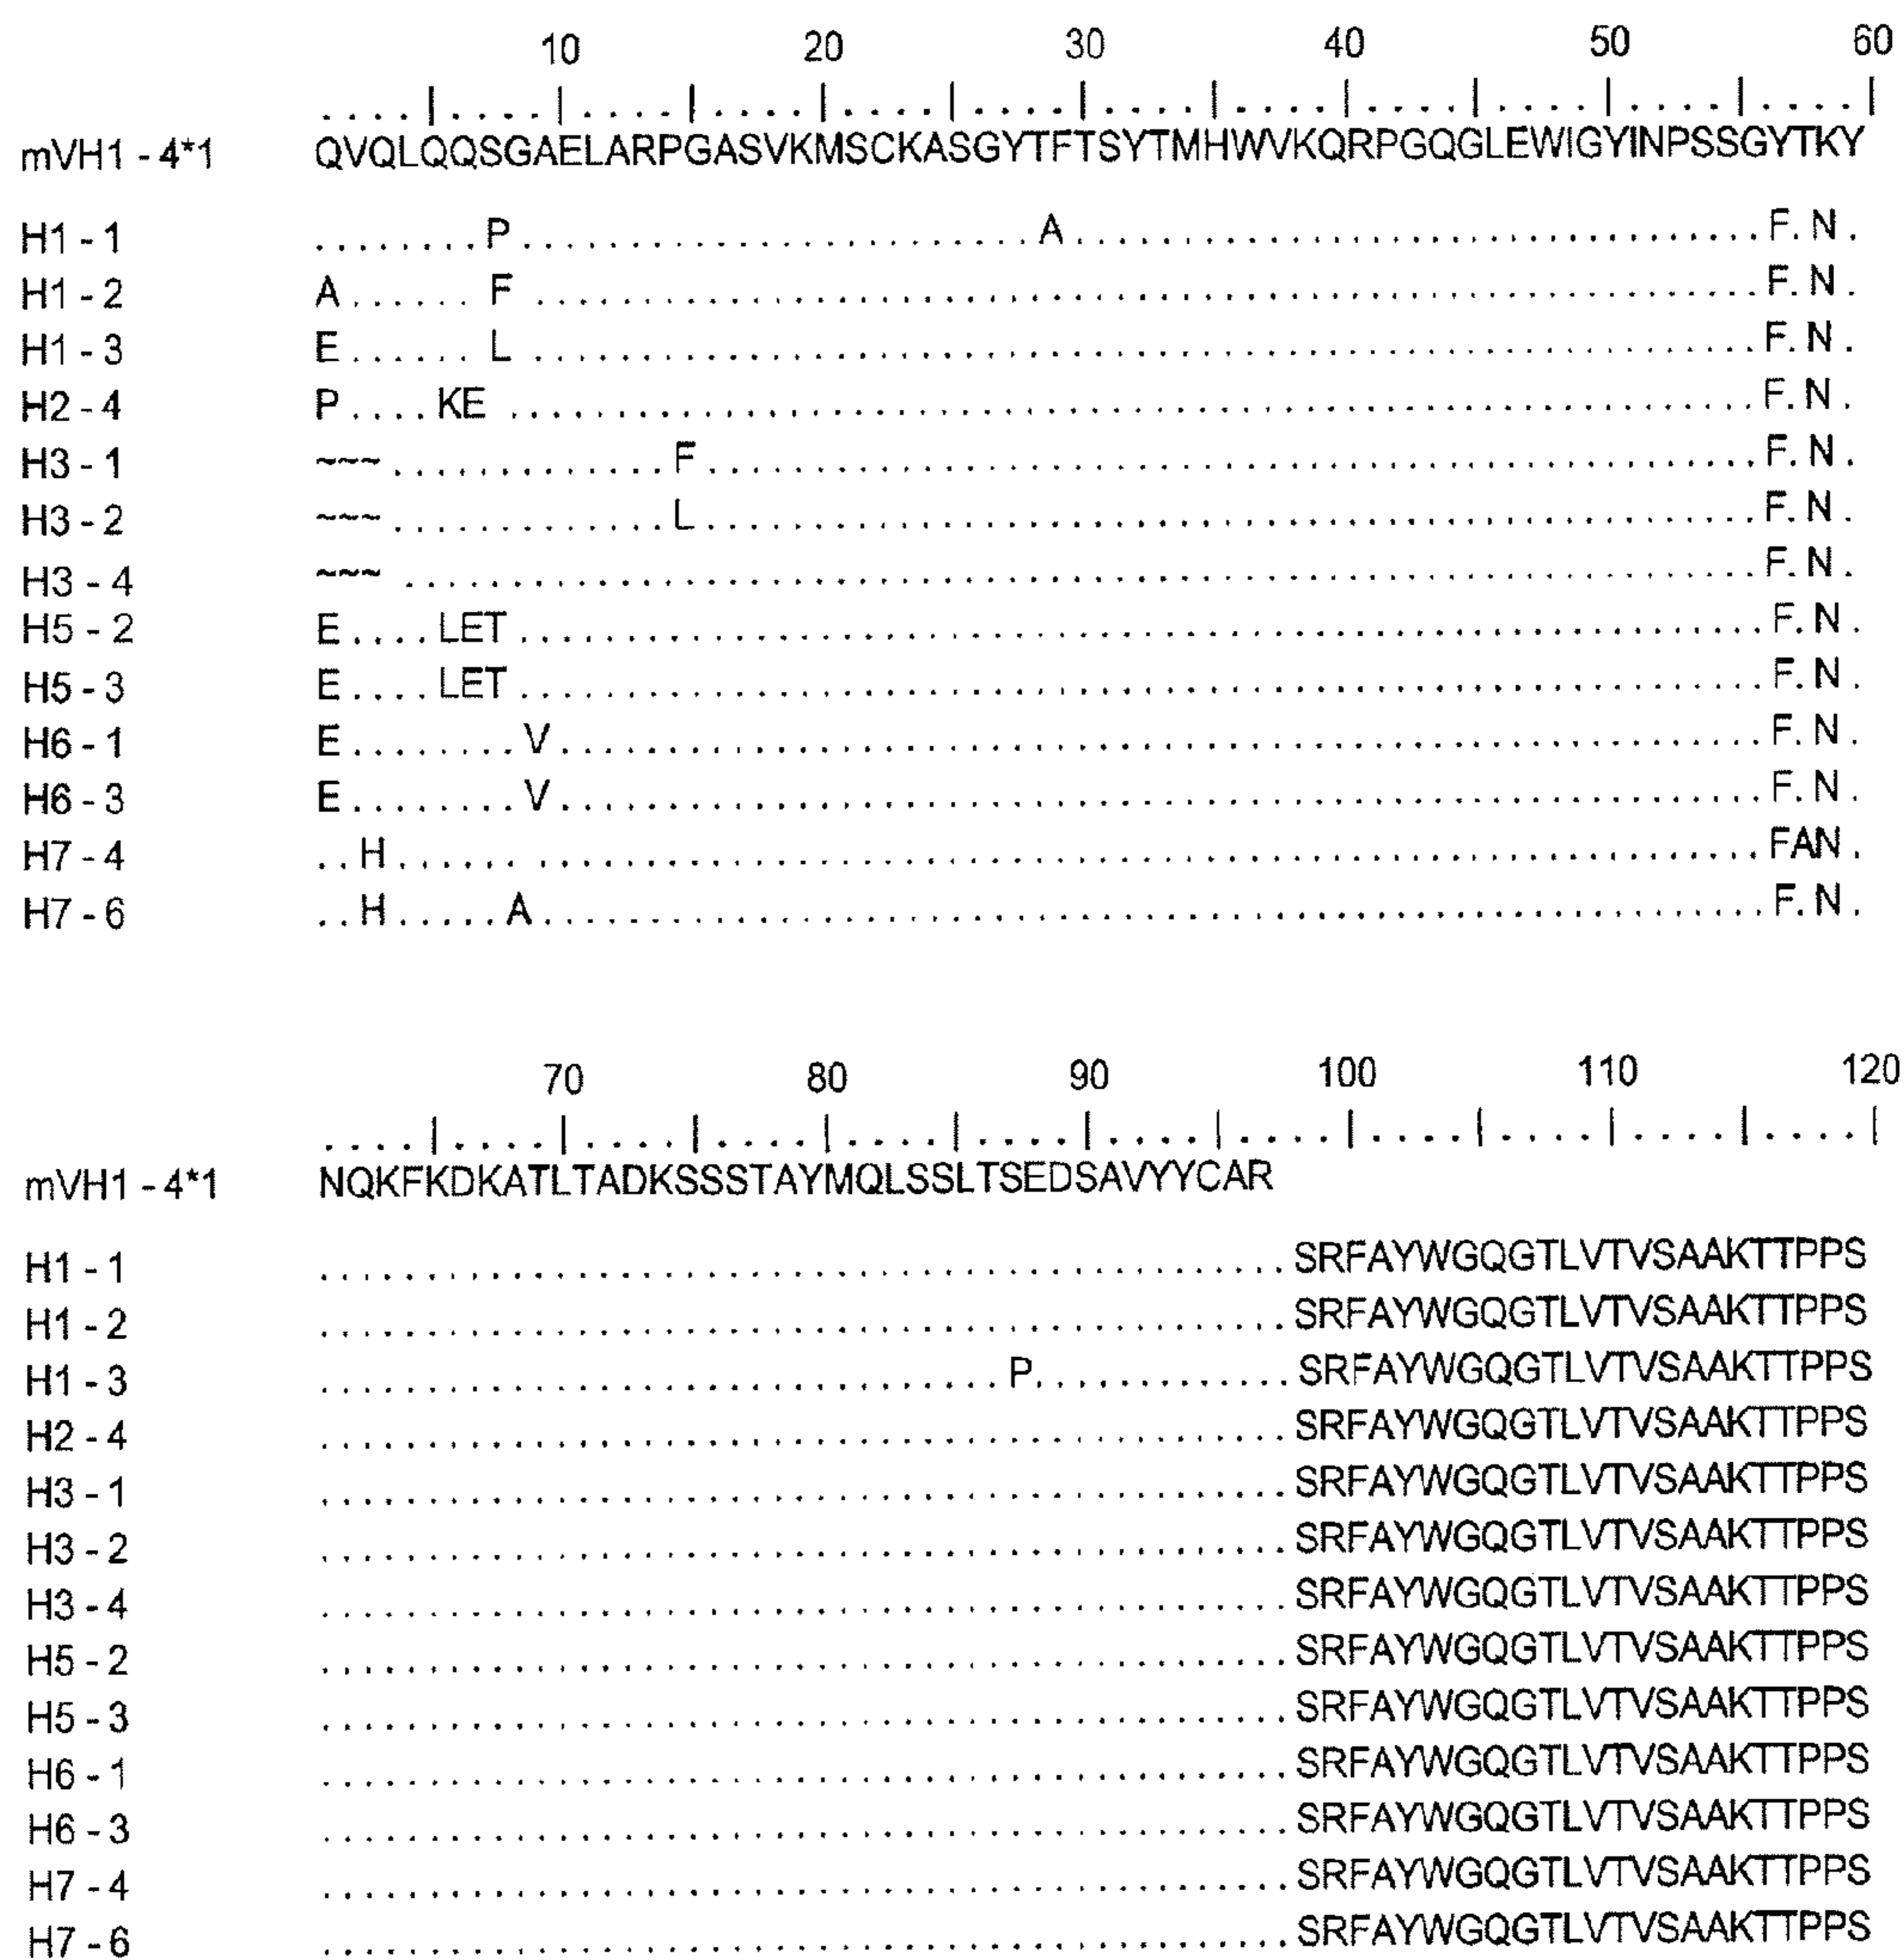 10 20 30 40 50 60
....|....|....|....|....|....|....|....|....|....|....|....|
mVH1 - 4*1 QVQLQQSGAELARPGASVKMSCKASGYTFTSYTMHWVKQRPGQGLEWIGYINPSSGYTKY
H1 - 1 .......P....................A...........................F.N.
H1 - 2 A......F................................................F.N.
H1 - 3 E......L................................................F.N.
H2 - 4 P....KE.................................................F.N.
H3 - 1 ~~~...........F.........................................F.N.
H3 - 2 ~~~...........L.........................................F.N.
H3 - 4 ~~~.....................................................F.N.
H5 - 2 E....LET................................................F.N.
H5 - 3 E....LET................................................F.N.
H6 - 1 E.......V...............................................F.N.
H6 - 3 E.......V...............................................F.N.
H7 - 4 ..H.....................................................FAN.
H7 - 6 ..H.....A...............................................F.N.
70 80 90 100 110 120
....|....|....|....|....|....|....|....|....|....|....|....|
mVH1 - 4*1 NQKFKDKATLTADKSSSTAYMQLSSLTSEDSAVYYCAR
H1 - 1 ......................................SRFAYWGQGTLVTVSAAKTTPPS
H1 - 2 ......................................SRFAYWGQGTLVTVSAAKTTPPS
H1 - 3 ...........................P..........SRFAYWGQGTLVTVSAAKTTPPS
H2 - 4 ......................................SRFAYWGQGTLVTVSAAKTTPPS
H3 - 1 ......................................SRFAYWGQGTLVTVSAAKTTPPS
H3 - 2 ......................................SRFAYWGQGTLVTVSAAKTTPPS
H3 - 4 ......................................SRFAYWGQGTLVTVSAAKTTPPS
H5 - 2 ......................................SRFAYWGQGTLVTVSAAKTTPPS
H5 - 3 ......................................SRFAYWGQGTLVTVSAAKTTPPS
H6 - 1 ......................................SRFAYWGQGTLVTVSAAKTTPPS
H6 - 3 ......................................SRFAYWGQGTLVTVSAAKTTPPS
H7 - 4 ......................................SRFAYWGQGTLVTVSAAKTTPPS
H7 - 6 ......................................SRFAYWGQGTLVTVSAAKTTPPS